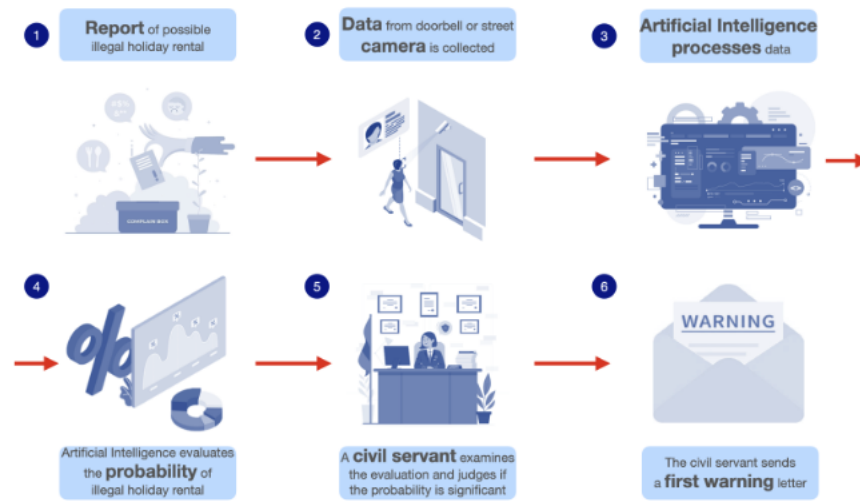 1
Report of possible
illegal holiday rental
2
Data from doorbell or street
camera is collected
3
Artificial Intelligence
processes data
COMPLAIN BOX
4
Artificial Intelligence evaluates
the probability of
illegal holiday rental
5
A civil servant examines
the evaluation and judges if
the probability is significant
6
WARNING
The civil servant sends
a first warning letter